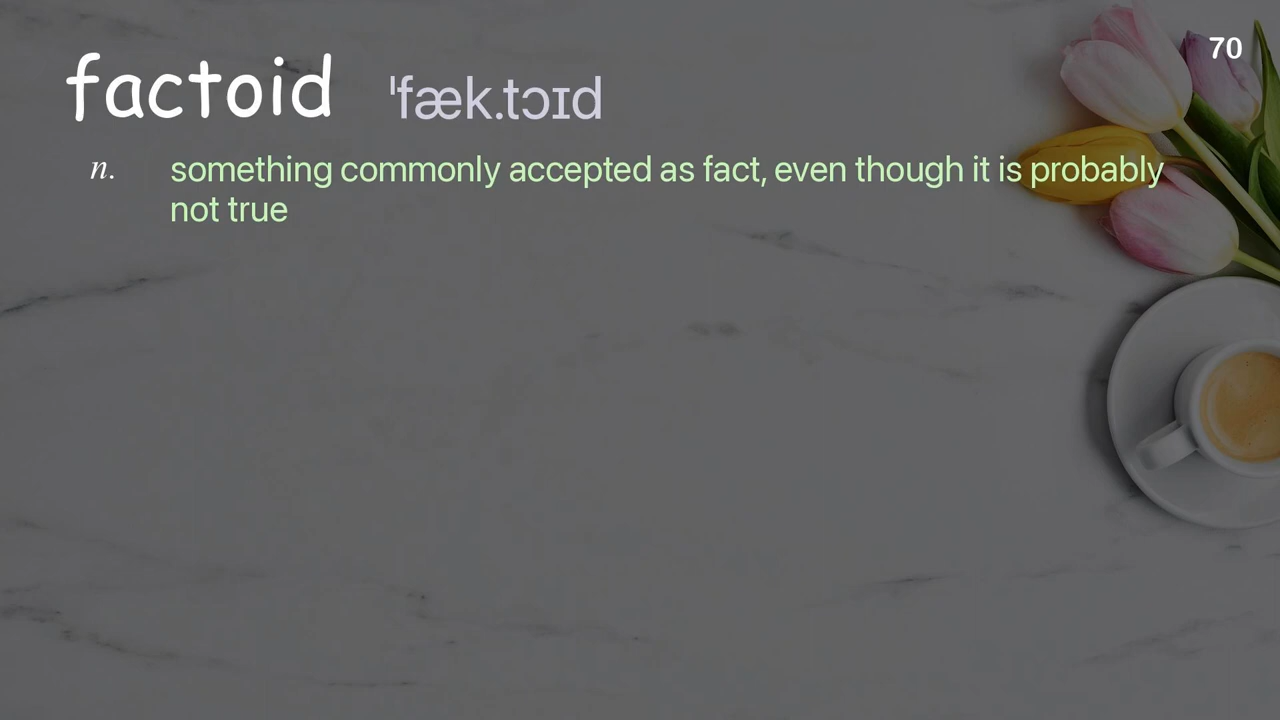 70
factoid ˈfæk.tɔɪd
n. something commonly accepted as fact, even though it is probably
not true